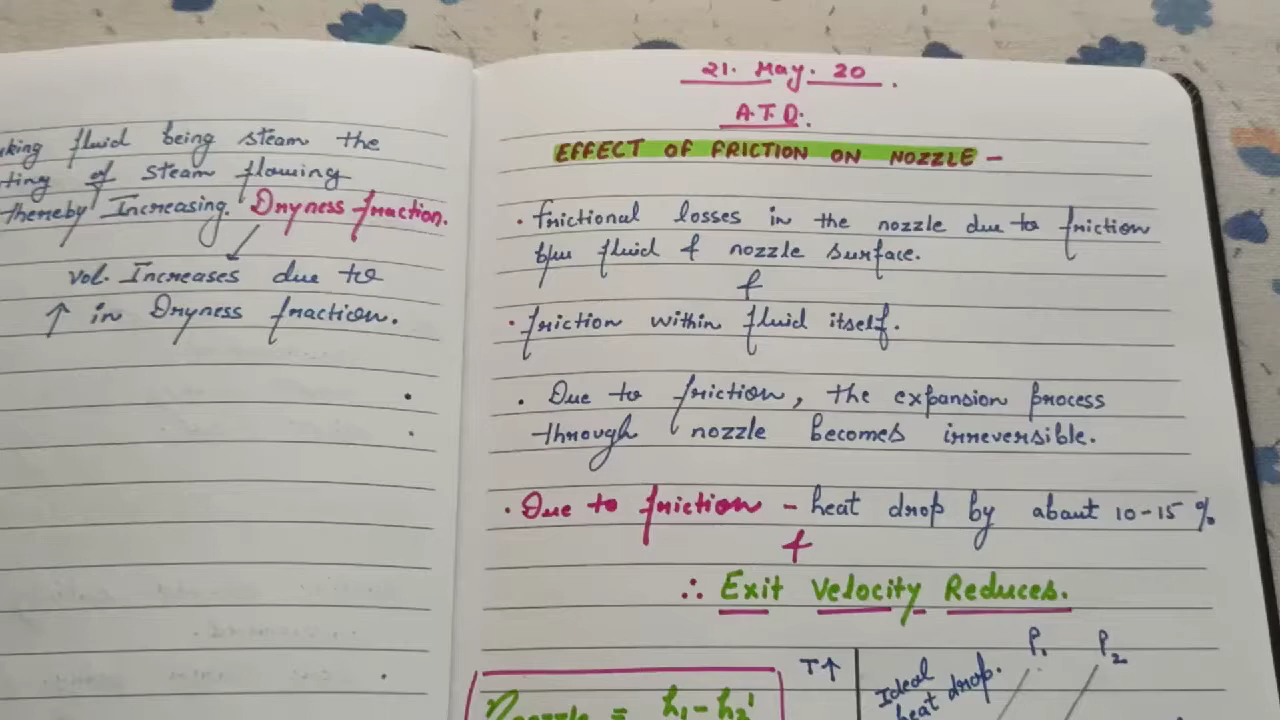 fluid being steam the
of steam flowing
thereby Increasing Dryness fraction.
vol. Increases due to
↑ in Dryness fraction.
21. May. 20
A.T.D.
EFFECT OF FRICTION ON NOZZLE -
• frictional losses in the nozzle due to friction
b/w fluid & nozzle surface.
&
• friction within fluid itself.
• Due to friction, the expansion process
through nozzle becomes irreversible.
• Due to friction - heat drop by about 10-15 %
&
∴ Exit Velocity Reduces.
P1 P2
T↑
Ideal
heat drop.
h1 - h2'
=